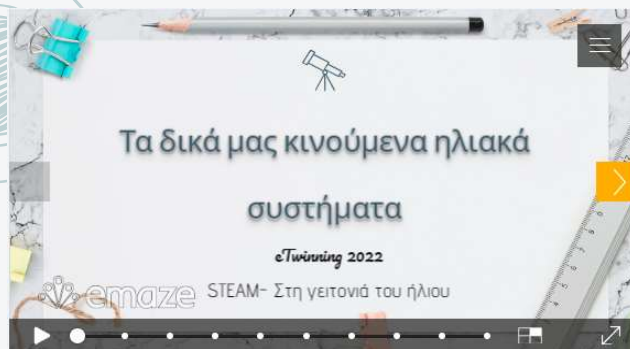 Τα δικά μας κινούμενα ηλιακά
συστήματα
eTwinning 2022
emaze
STEAM- Στη γειτονιά του ήλιου